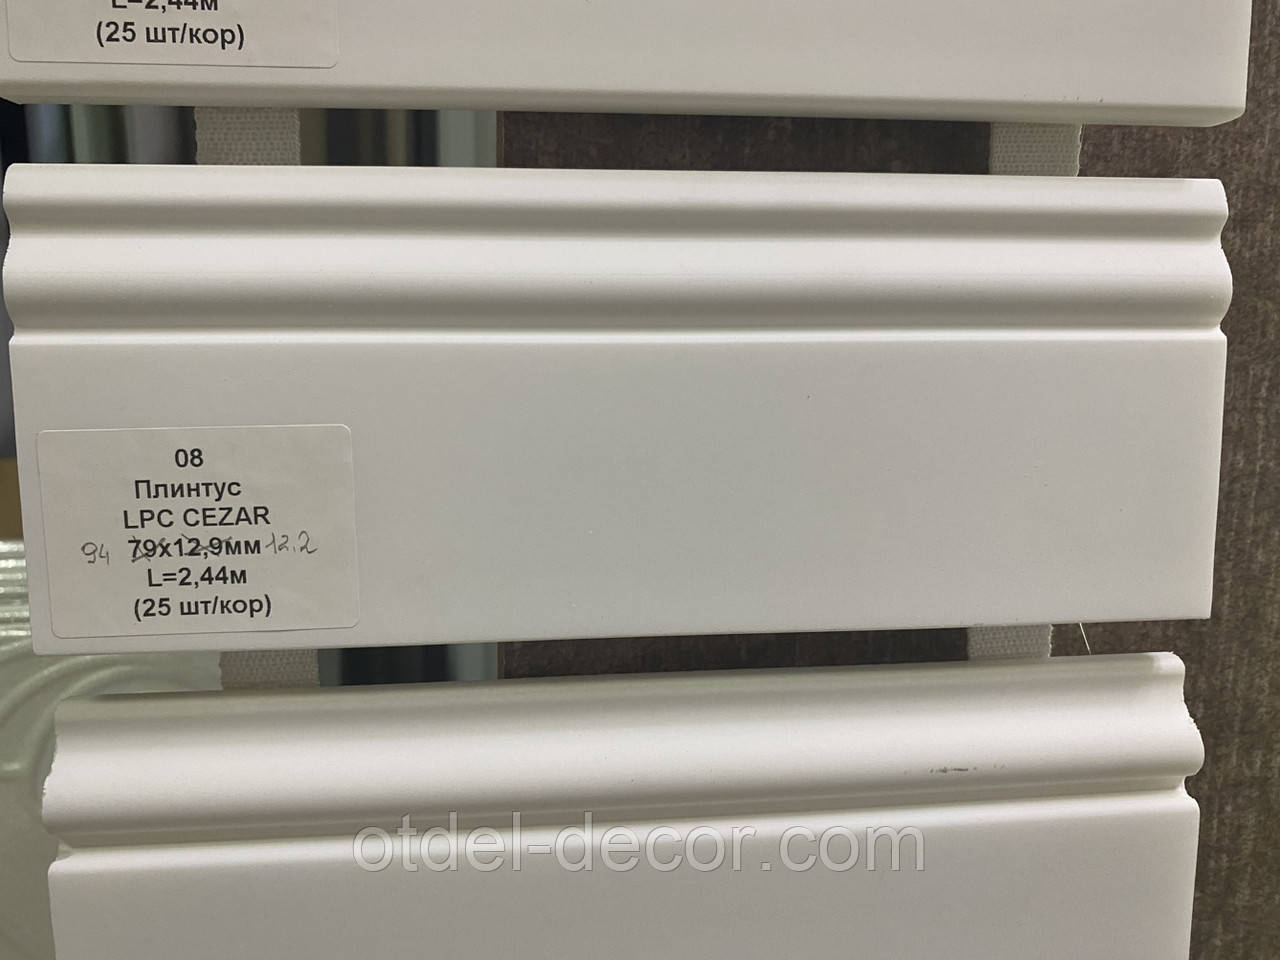 L=2,44м
(25 шт/кор)
08
Плинтус
LPC CEZAR
94 79х12,9мм 12.2
L=2,44м
(25 шт/кор)
otdel-decor.com